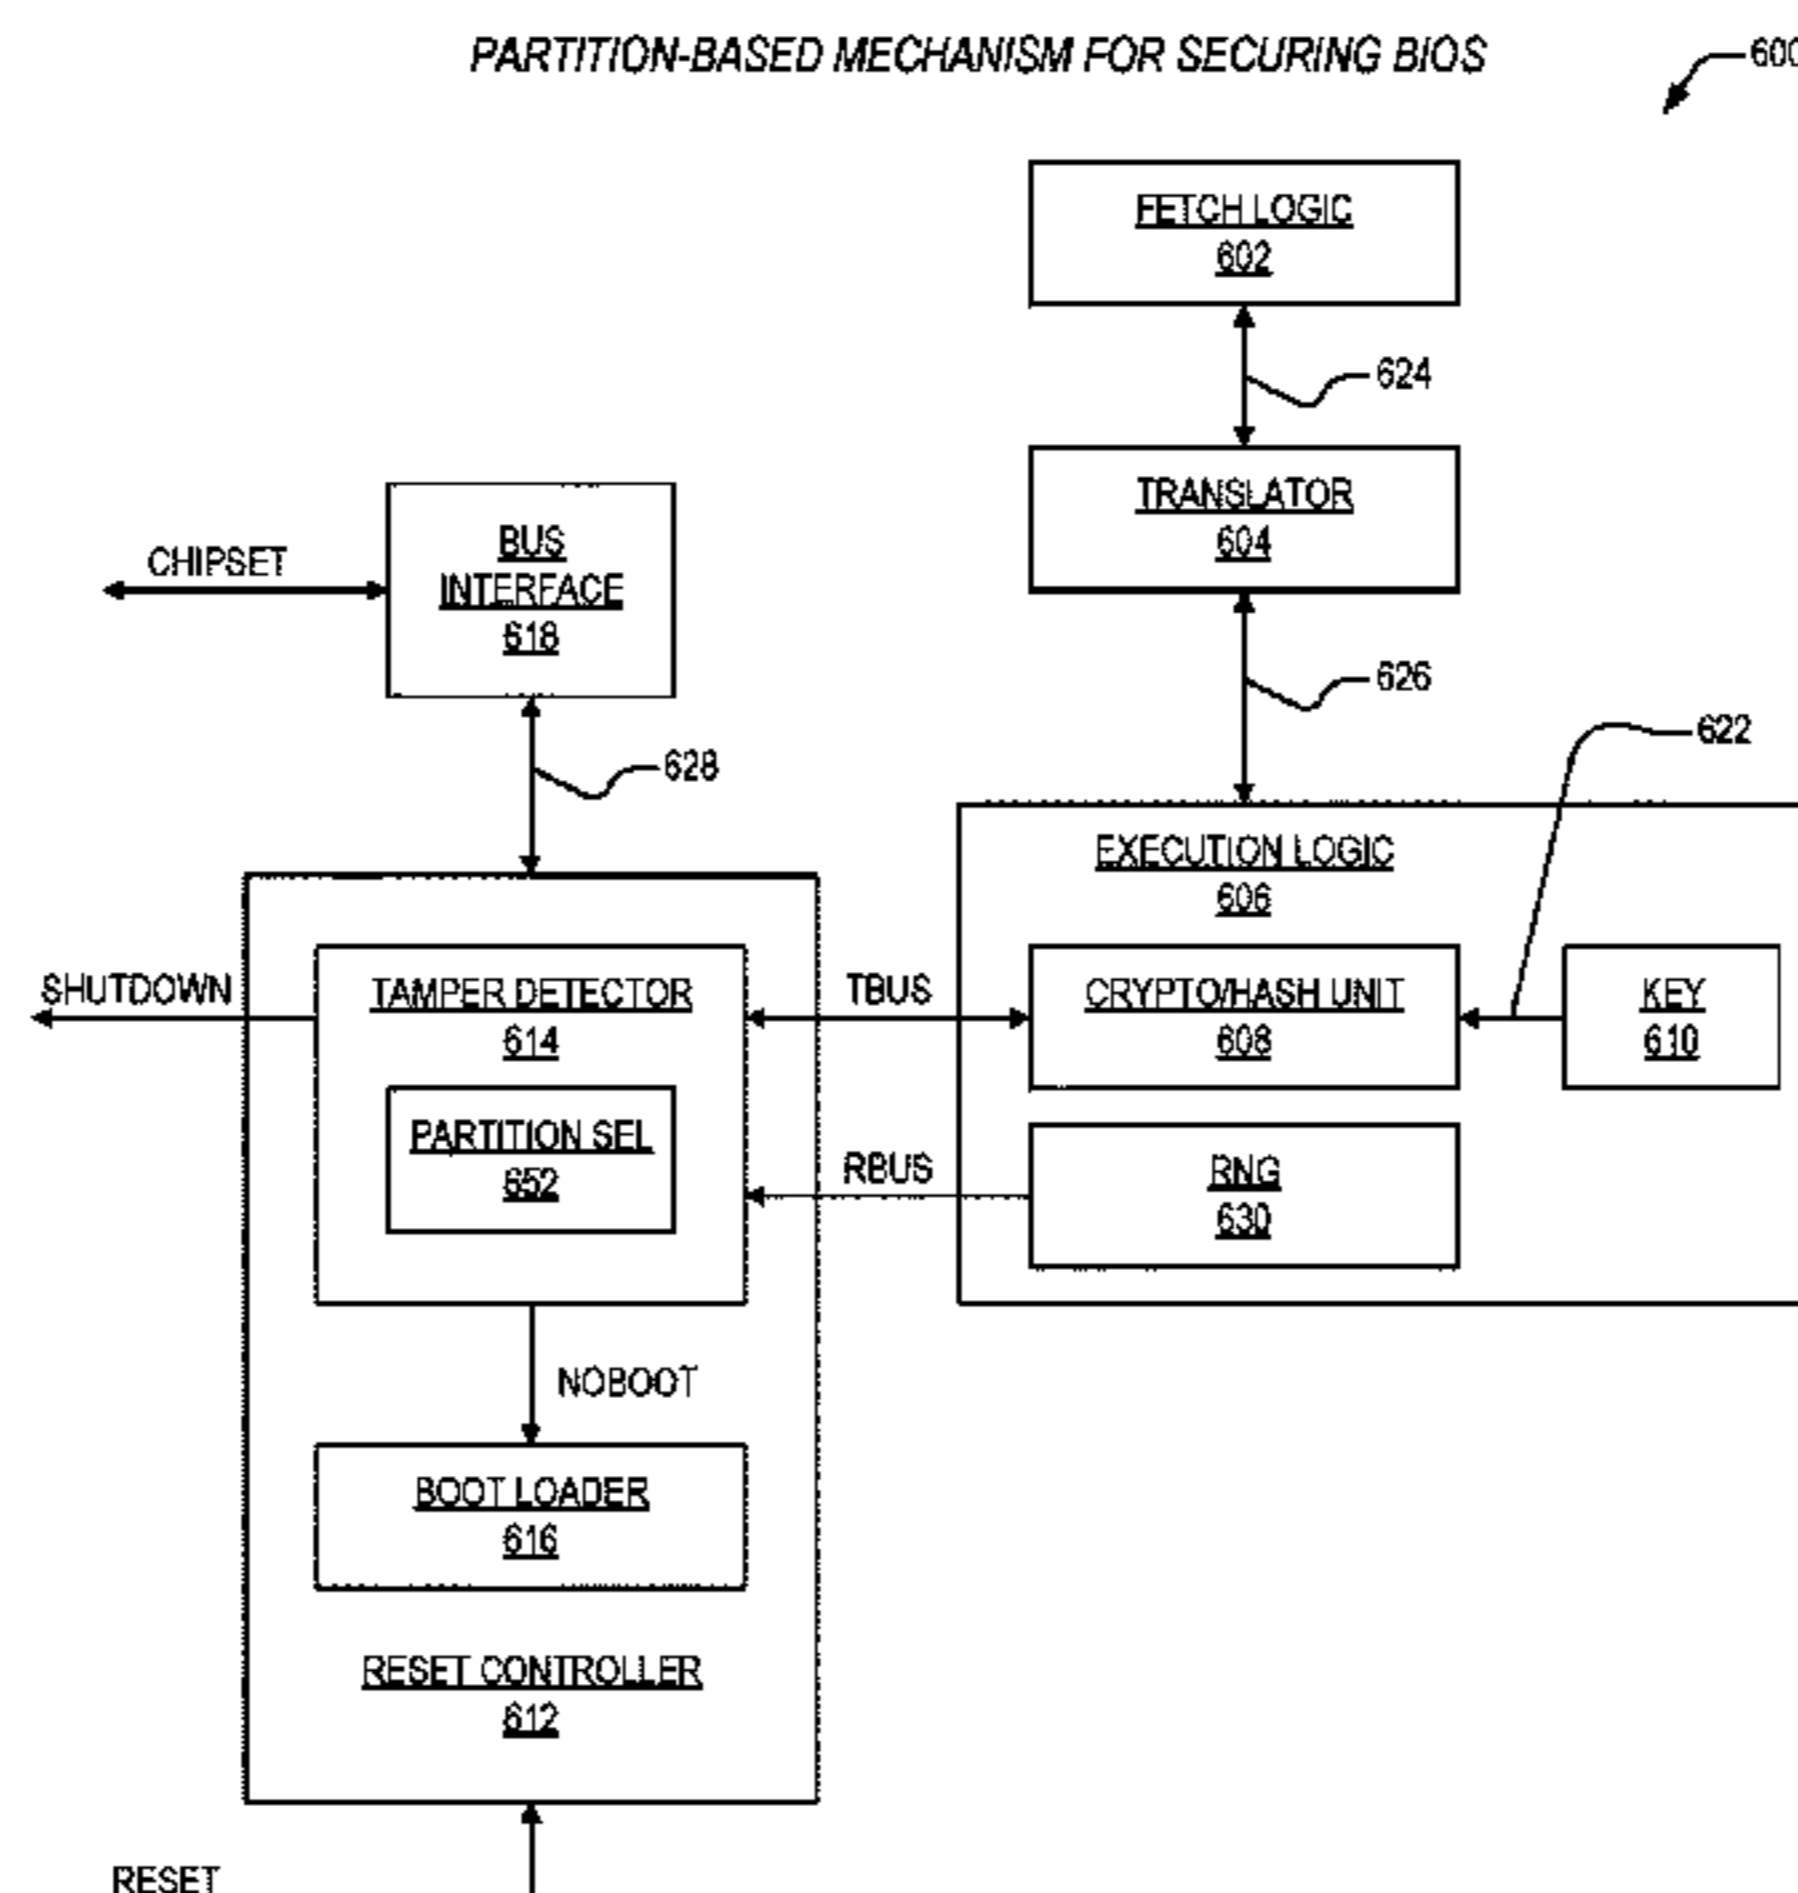 PARTITION-BASED MECHANISM FOR SECURING BIOS
600
FETCH LOGIC
602
624
TRANSLATOR
604
BUS
INTERFACE
618
CHIPSET
626
622
628
EXECUTION LOGIC
606
SHUTDOWN
TAMPER DETECTOR
614
TBUS
CRYPTO/HASH UNIT
608
KEY
610
PARTITION SEL
652
RBUS
RNG
630
NOBOOT
BOOT LOADER
616
RESET CONTROLLER
612
RESET